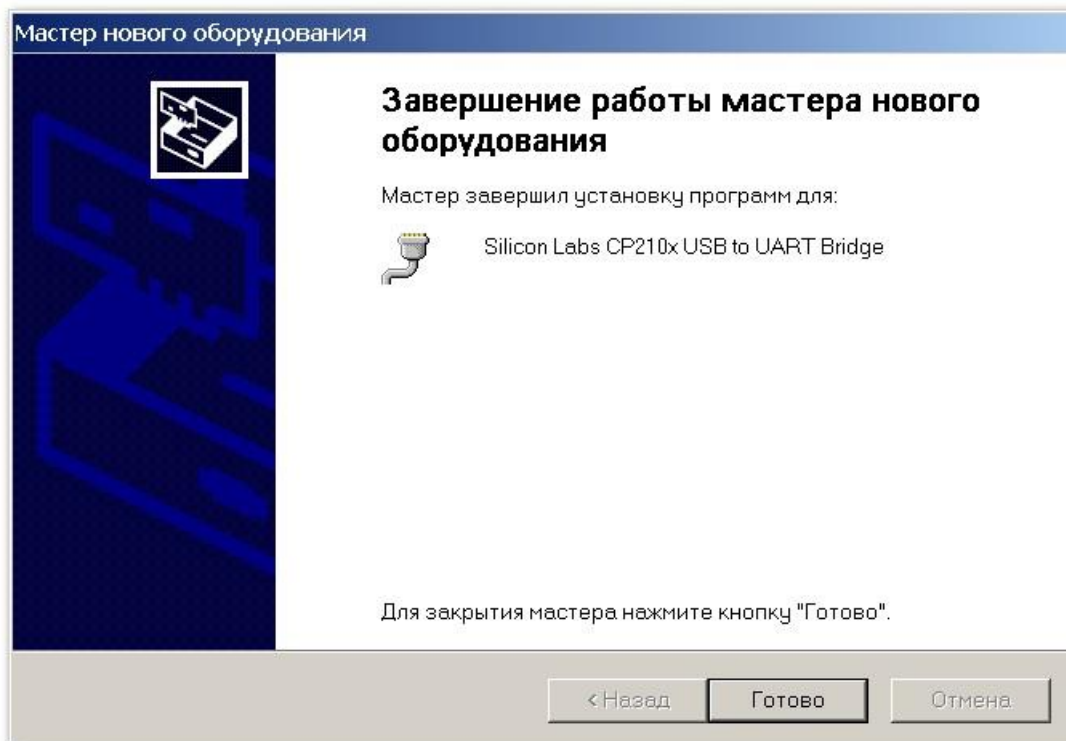 Мастер нового оборудования
Завершение работы мастера нового
оборудования
Мастер завершил установку программ для:
Silicon Labs CP210x USB to UART Bridge
Для закрытия мастера нажмите кнопку "Готово".
< Назад
Готово
Отмена